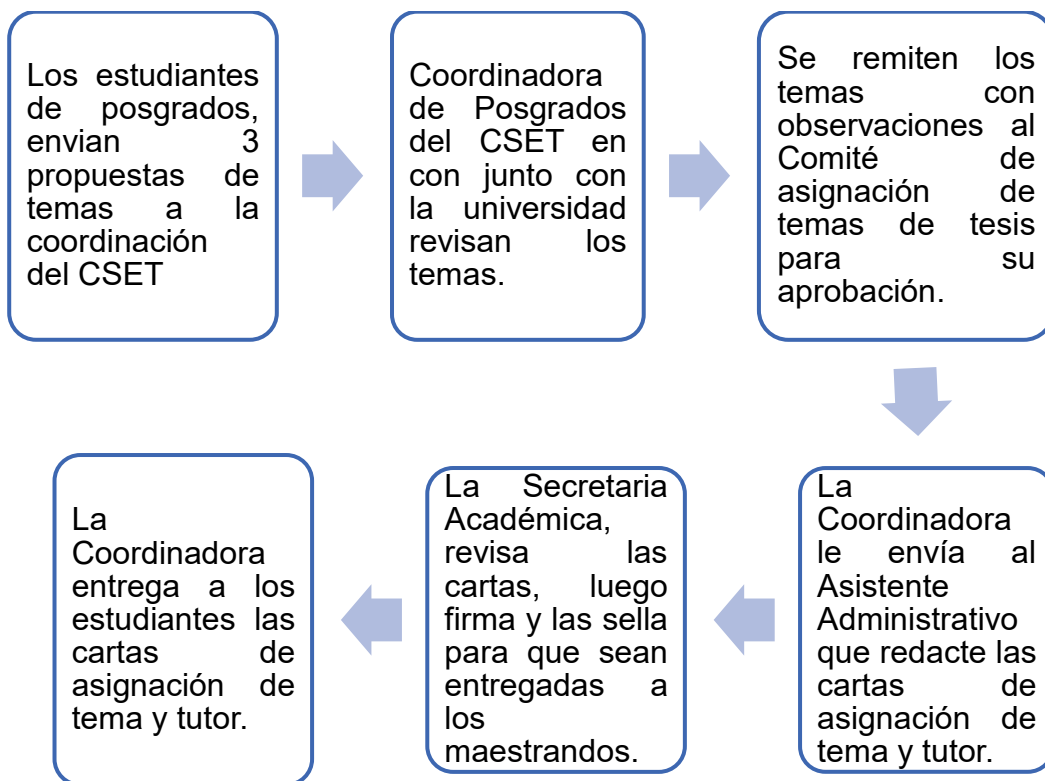 Los estudiantes
de posgrados,
envian 3
propuestas de
temas a la
coordinación
del CSET
Coordinadora
de Posgrados
del CSET en
con junto con
la universidad
revisan los
temas.
Se remiten los
temas con
observaciones al
Comité de
asignación de
temas de tesis
para su
aprobación.
La
Coordinadora
le envía al
Asistente
Administrativo
que redacte las
cartas de
asignación de
tema y tutor.
La Secretaria
Académica,
revisa las
cartas, luego
firma y las sella
para que sean
entregadas a
los
maestrandos.
La
Coordinadora
entrega a los
estudiantes las
cartas de
asignación de
tema y tutor.